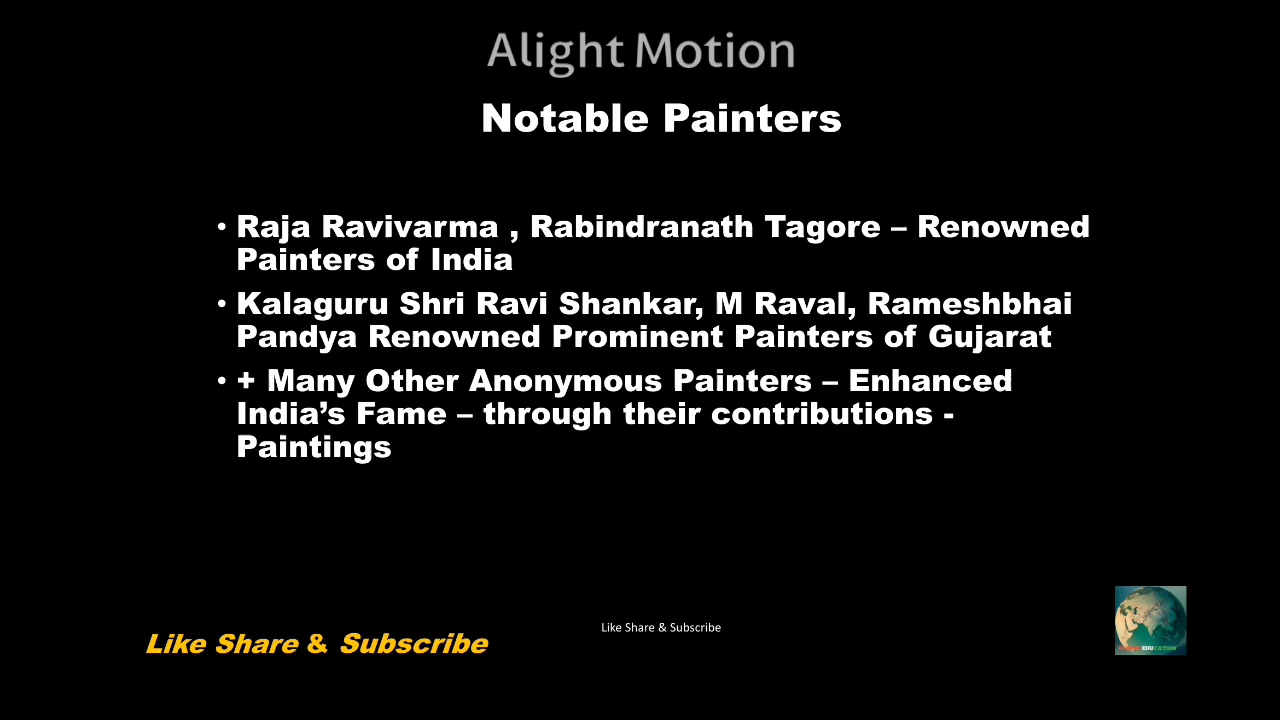 Alight Motion
Notable Painters
• Raja Ravivarma , Rabindranath Tagore – Renowned
Painters of India
• Kalaguru Shri Ravi Shankar, M Raval, Rameshbhai
Pandya Renowned Prominent Painters of Gujarat
• + Many Other Anonymous Painters – Enhanced
India’s Fame – through their contributions -
Paintings
Like Share & Subscribe
Like Share & Subscribe
EDUCATION